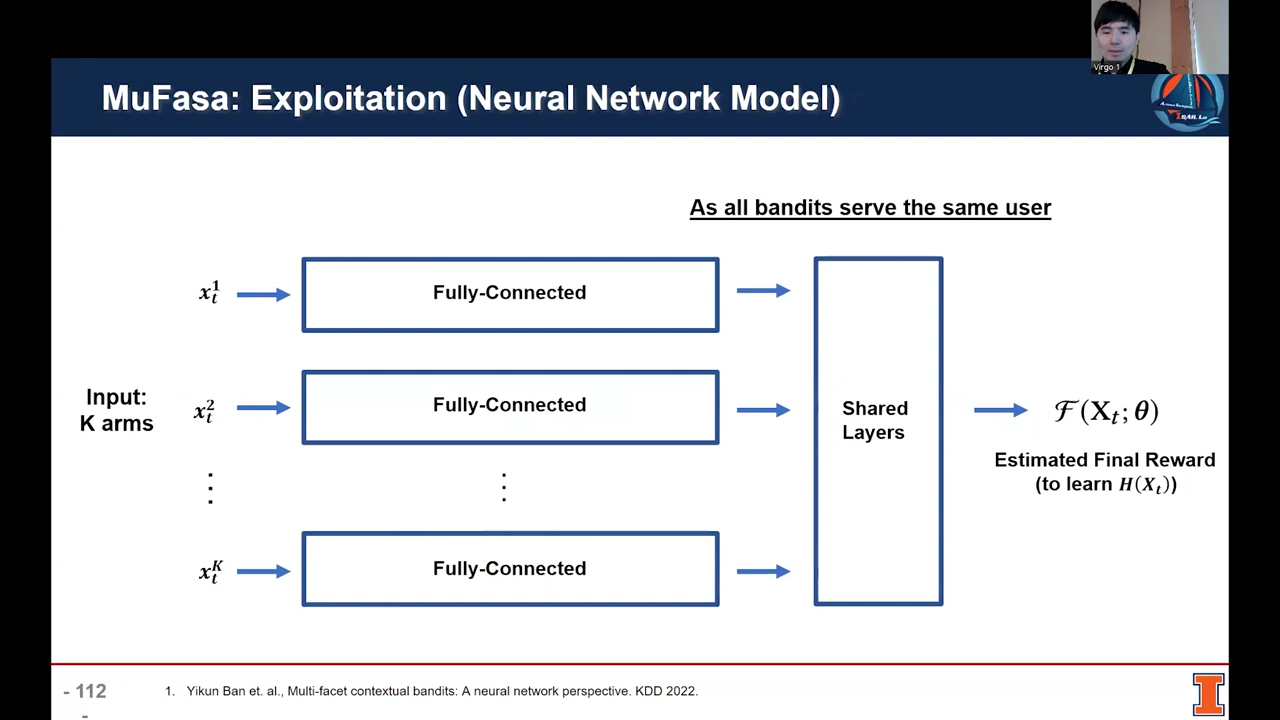 Virgo 1
MuFasa: Exploitation (Neural Network Model)
As all bandits serve the same user
x_t^1
Fully-Connected
Input:
K arms
x_t^2
Fully-Connected
Shared
Layers
ℱ(X_t; θ)
Estimated Final Reward
(to learn H(X_t))
⋮
⋮
x_t^K
Fully-Connected
- 112
-
1. Yikun Ban et. al., Multi-facet contextual bandits: A neural network perspective. KDD 2022.